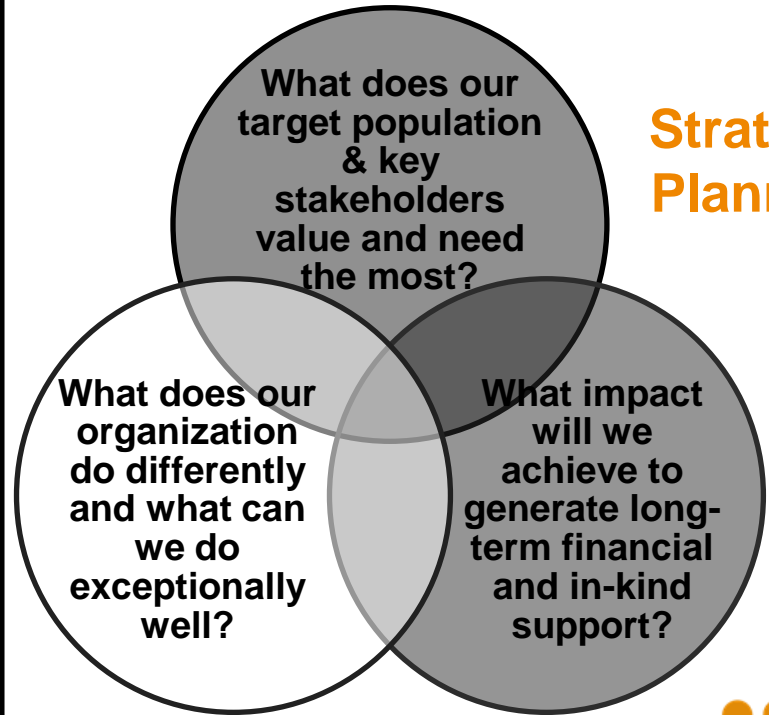 What does our
target population
& key
stakeholders
value and need
the most?
Strat
Plann
What does our
organization
do differently
and what can
we do
exceptionally
well?
What impact
will we
achieve to
generate long-
term financial
and in-kind
support?